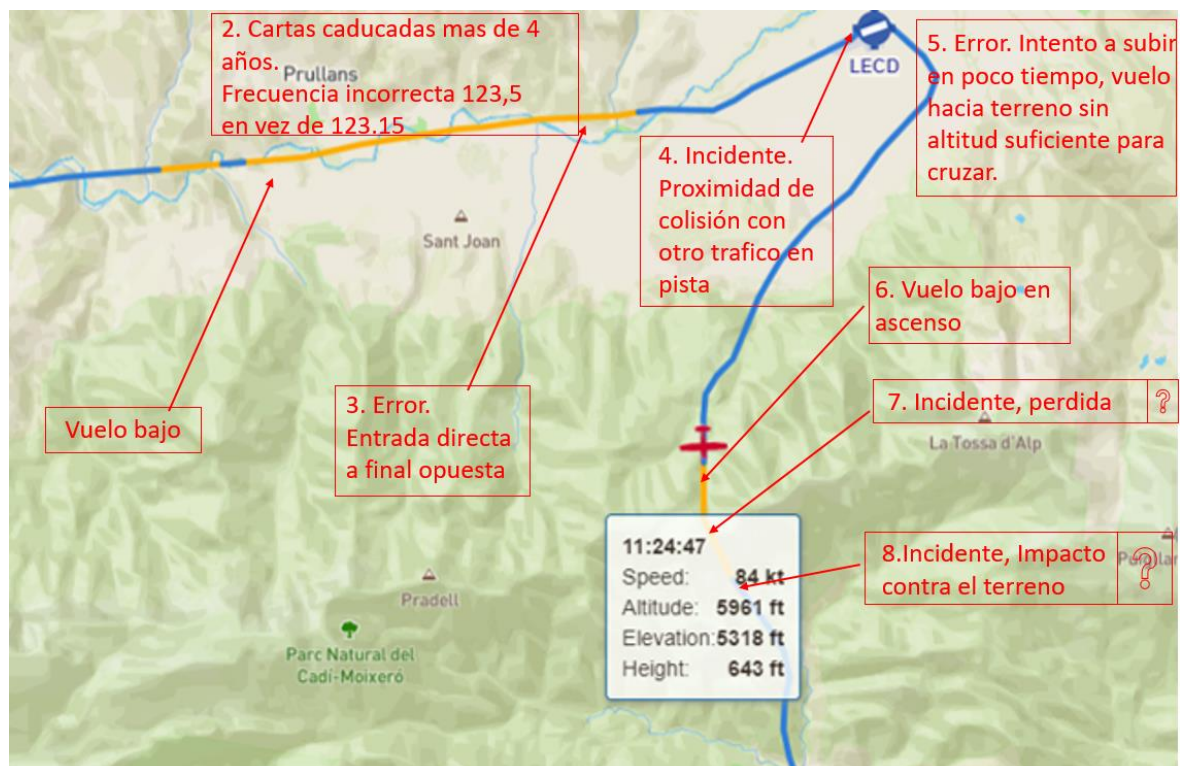 2. Cartas caducadas mas de 4
años.
Prullans
Frecuencia incorrecta 123,5
en vez de 123.15
LECD
5. Error. Intento a subir
en poco tiempo, vuelo
hacia terreno sin
altitud suficiente para
cruzar.
4. Incidente.
Proximidad de
colisión con
otro trafico en
pista
Sant Joan
6. Vuelo bajo en
ascenso
Vuelo bajo
3. Error.
Entrada directa
a final opuesta
7. Incidente, perdida ?
La Tossa d'Alp
11:24:47
Speed: 84 kt
Altitude: 5961 ft
Elevation: 5318 ft
Height: 643 ft
8.Incidente, Impacto
contra el terreno ?
Pradell
Parc Natural del
Cadí-Moixeró